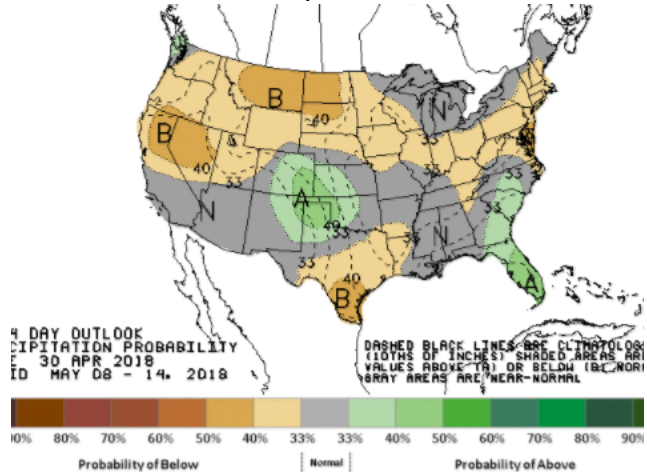 B
B
N
40
40
33
33
A
40
33
33
33
33
N
33
N
33
40
B
A
4 DAY OUTLOOK
CIPITATION PROBABILITY
30 APR 2018
ID MAY 08 - 14. 2018
DASHED BLACK LINES ARE CLIMATOLOG
(10THS OF INCHES) SHADED AREAS ARE
VALUES ABOVE (A) OR BELOW (B) NOR
GRAY AREAS ARE NEAR-NORMAL
90% 80% 70% 60% 50% 40% 33% 33% 40% 50% 60% 70% 80% 90%
Probability of Below Normal Probability of Above